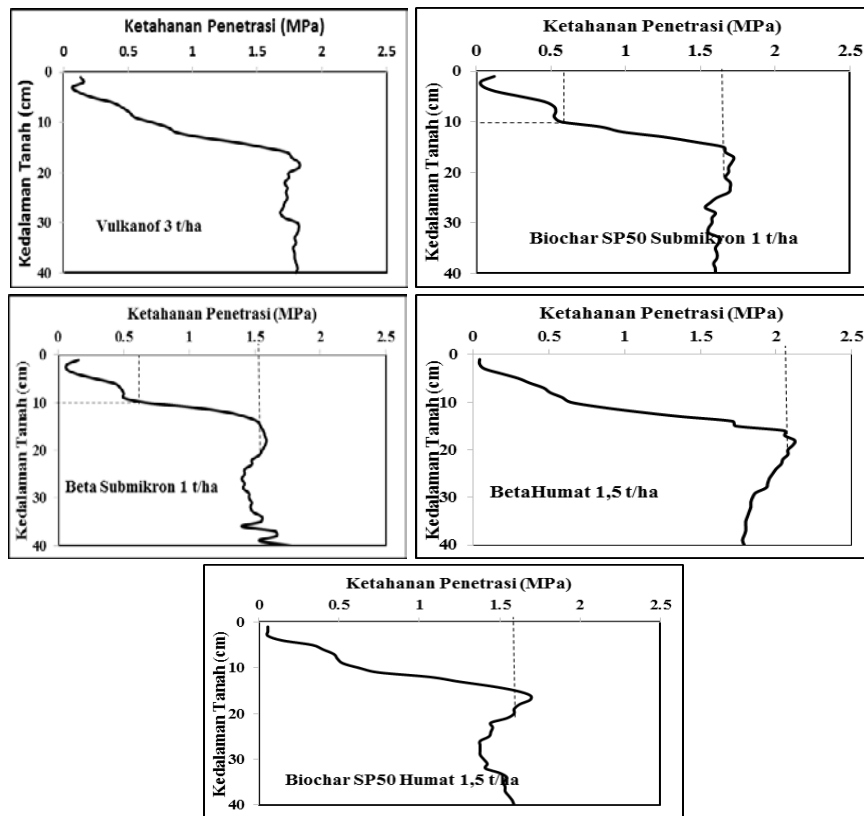 Ketahanan Penetrasi (MPa)
0 0.5 1 1.5 2 2.5
Kedalaman Tanah (cm)
0
10
20
30
40
Vulkanof 3 t/ha
Ketahanan Penetrasi (MPa)
0 0.5 1 1.5 2 2.5
Kedalaman Tanah (cm)
0
10
20
30
40
Biochar SP50 Submikron 1 t/ha
Ketahanan Penetrasi (MPa)
0 0.5 1 1.5 2 2.5
Kedalaman Tanah (cm)
0
10
20
30
40
Beta Submikron 1 t/ha
Ketahanan Penetrasi (MPa)
0 0.5 1 1.5 2 2.5
Kedalaman Tanah (cm)
0
10
20
30
40
BetaHumat 1,5 t/ha
Ketahanan Penetrasi (MPa)
0 0.5 1 1.5 2 2.5
Kedalaman Tanah (cm)
0
10
20
30
40
Biochar SP50 Humat 1,5 t/ha